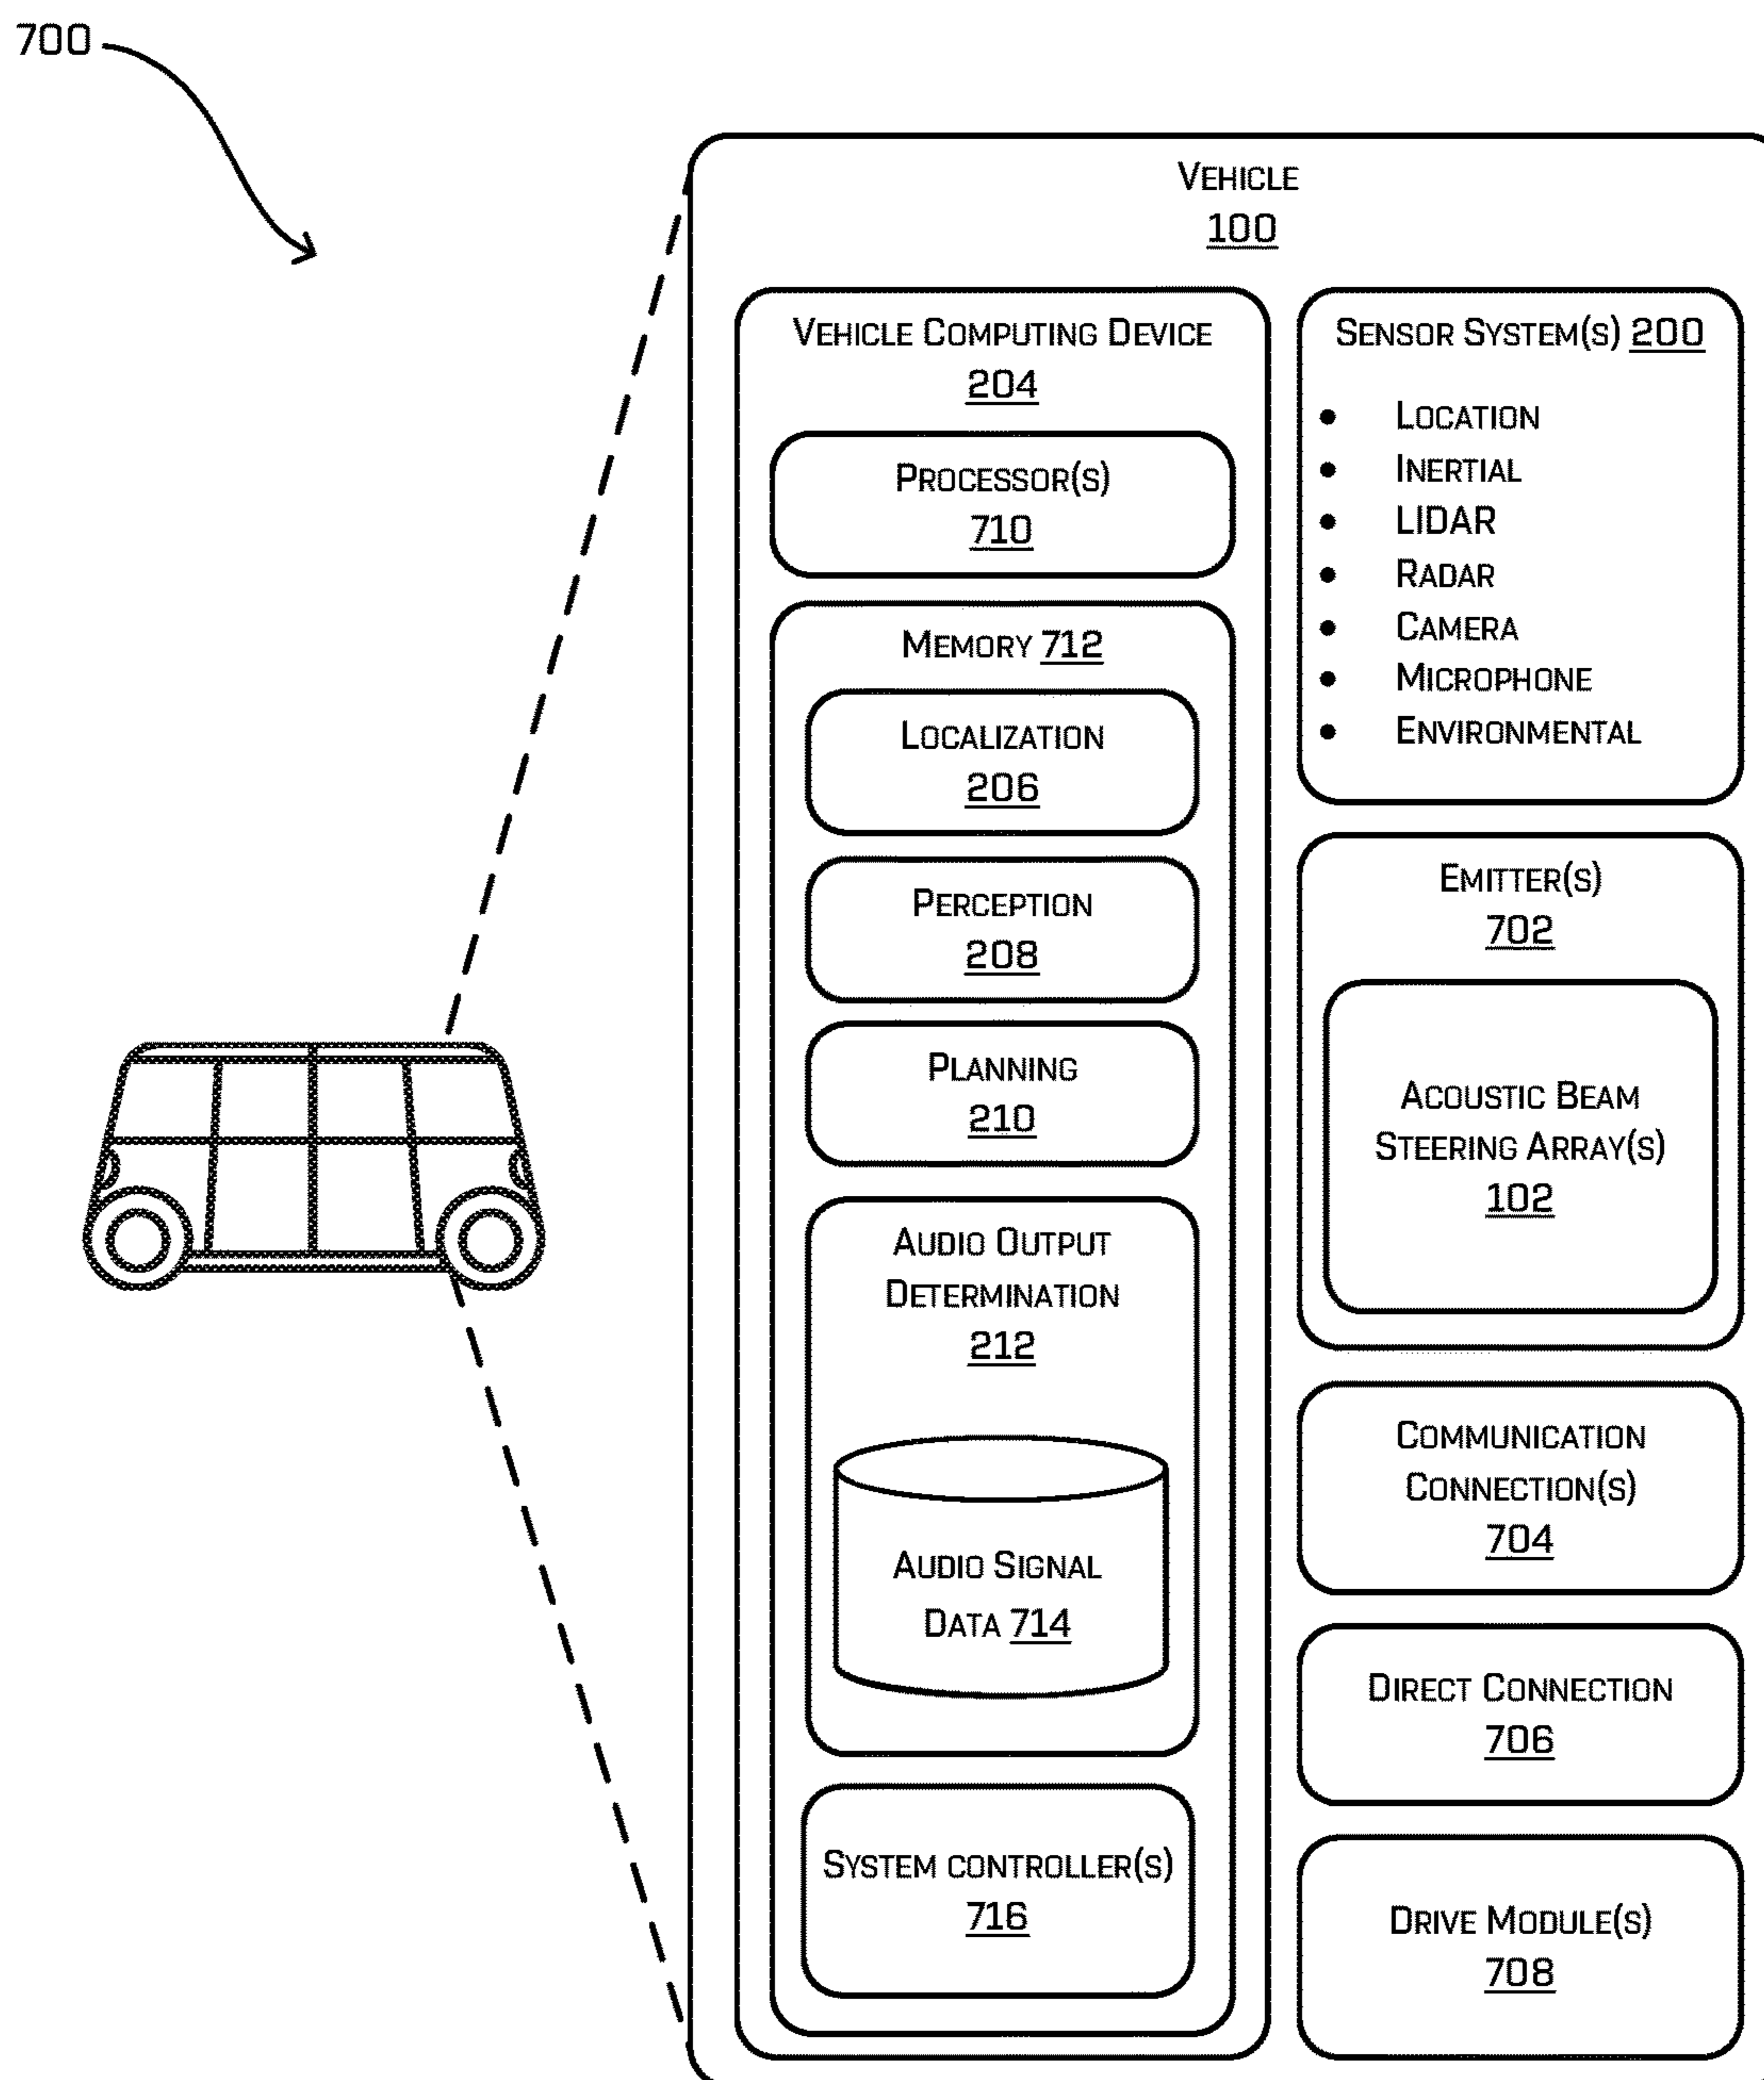 700
VEHICLE
100
VEHICLE COMPUTING DEVICE
204
PROCESSOR(S)
710
MEMORY 712
LOCALIZATION
206
PERCEPTION
208
PLANNING
210
AUDIO OUTPUT
DETERMINATION
212
AUDIO SIGNAL
DATA 714
SYSTEM CONTROLLER(S)
716
SENSOR SYSTEM(S) 200
• LOCATION
• INERTIAL
• LIDAR
• RADAR
• CAMERA
• MICROPHONE
• ENVIRONMENTAL
EMITTER(S)
702
ACOUSTIC BEAM
STEERING ARRAY(S)
102
COMMUNICATION
CONNECTION(S)
704
DIRECT CONNECTION
706
DRIVE MODULE(S)
708